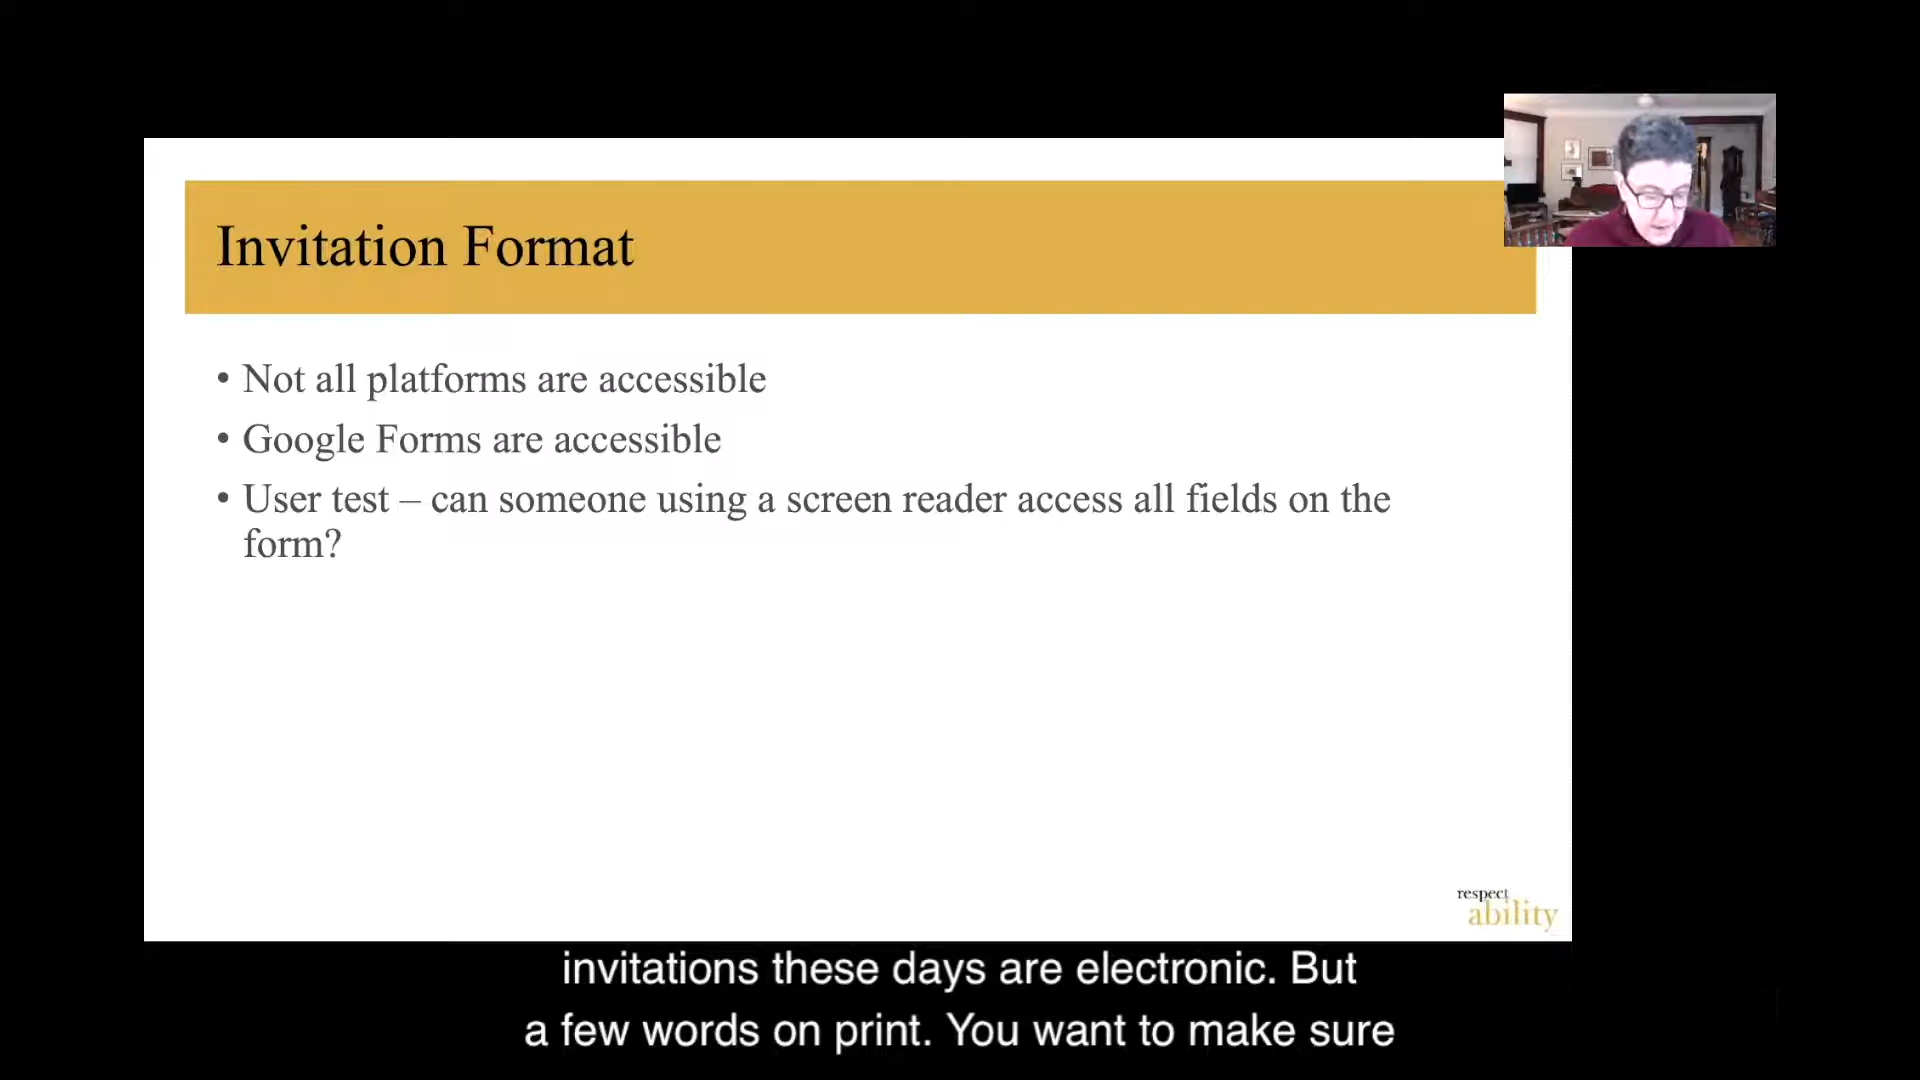 Invitation Format
• Not all platforms are accessible
• Google Forms are accessible
• User test – can someone using a screen reader access all fields on the
form?
respect
ability
invitations these days are electronic. But
a few words on print. You want to make sure